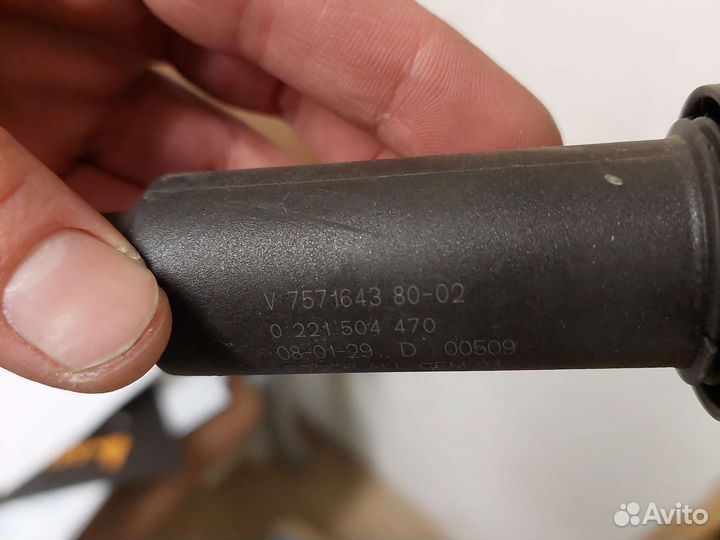 V 7571643 80-02
0 221 504 470
08-01-29 D 00509
Avito